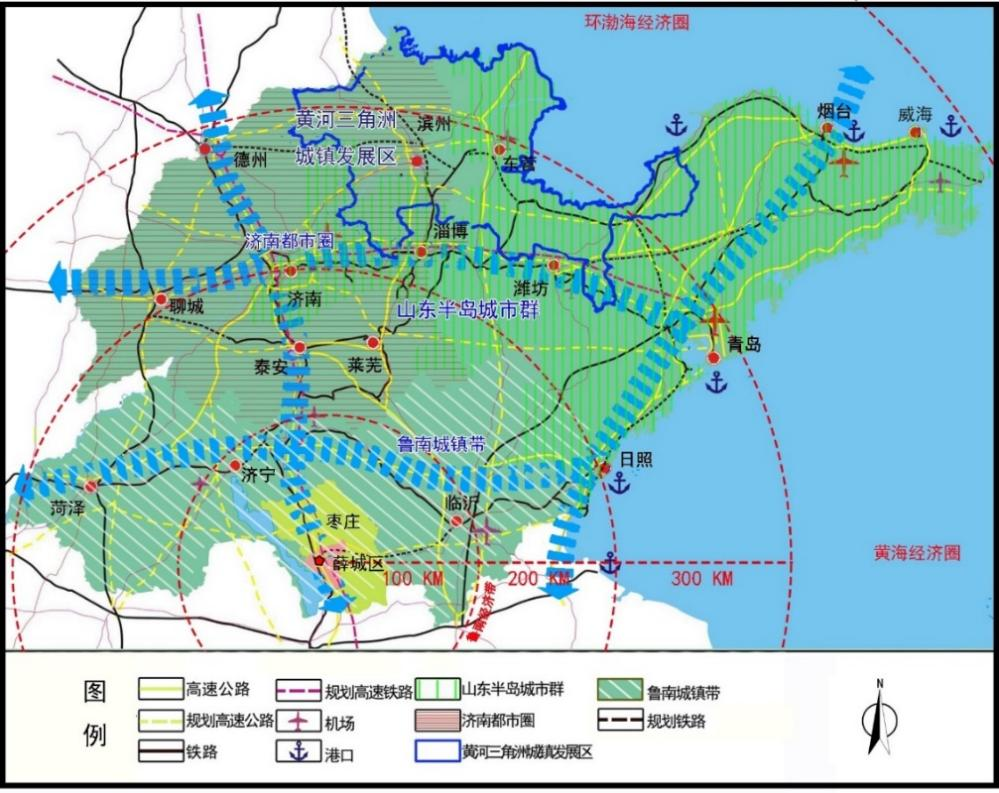 环渤海经济圈
烟台
威海
黄河三角洲
滨州
城镇发展区
德州
东营
济南都市圈
淄博
潍坊
聊城
济南
山东半岛城市群
青岛
泰安
莱芜
鲁南城镇带
日照
济宁
菏泽
临沂
枣庄
薛城区
黄海经济圈
100 KM
200 KM
300 KM
鲁南经济带
图例
高速公路
规划高速铁路
山东半岛城市群
鲁南城镇带
规划高速公路
机场
济南都市圈
规划铁路
铁路
港口
黄河三角洲城镇发展区
N